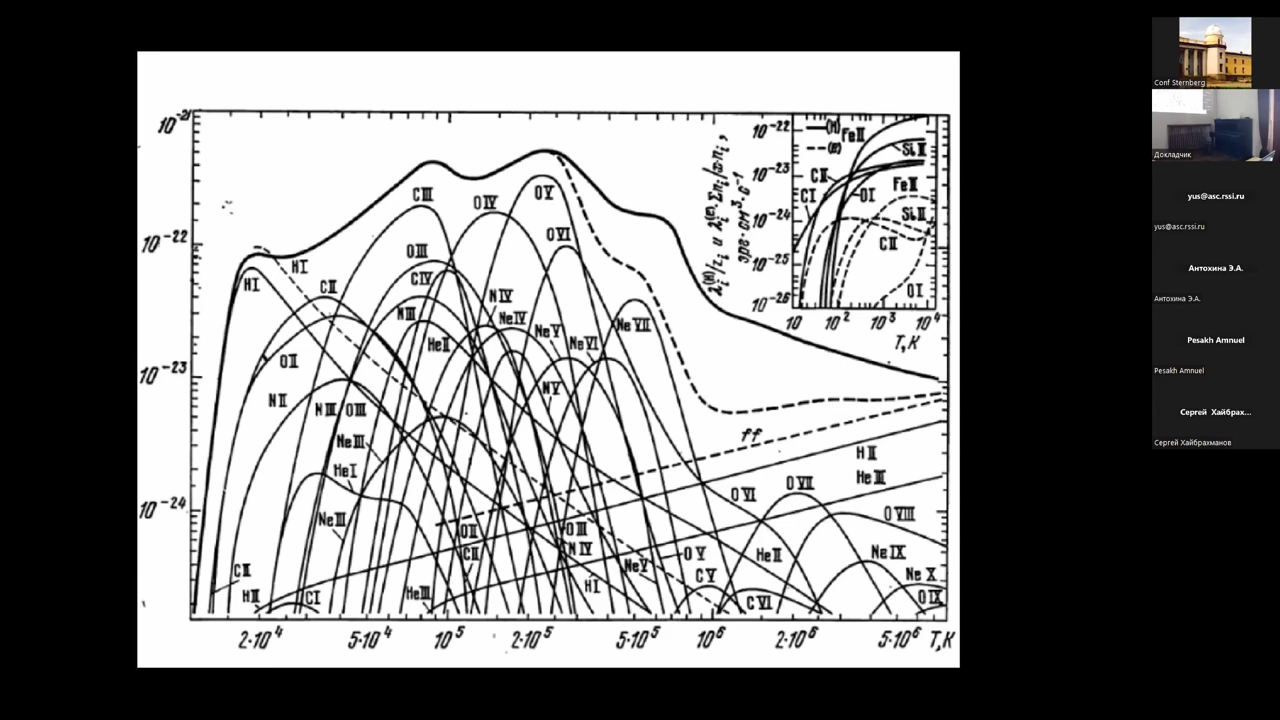 10⁻²¹
10⁻²²
10⁻²³
10⁻²⁴
HI
HI
CII
OII
NII
CIII
OIII
CIV
NIII
HeII
OIV
NIV
NeIV
OV
OVI
NeV
NeVI
NeVII
NV
NIII
OIII
NeIII
HeI
NeIII
CII
HII
CI
HeIII
OII
CII
OIII
NIV
HI
NeV
OV
CV
CVI
HeII
ff
HII
HeIII
OVI
OVII
OVIII
NeIX
NeX
OIX
2·10⁴
5·10⁴
10⁵
2·10⁵
5·10⁵
10⁶
2·10⁶
5·10⁶
T,K
эрг·см³·с⁻¹
10⁻²²
10⁻²³
10⁻²⁴
10⁻²⁵
10⁻²⁶
(H)
(e)
FeII
SiII
CII
CI
OI
FeII
SiII
CII
OI
10
10²
10³
10⁴
T,K
Conf Sternberg
Докладчик
yus@asc.rssi.ru
yus@asc.rssi.ru
Антохина Э.А.
Антохина Э.А.
Pesakh Amnuel
Pesakh Amnuel
Сергей Хайбрах...
Сергей Хайбрахманов